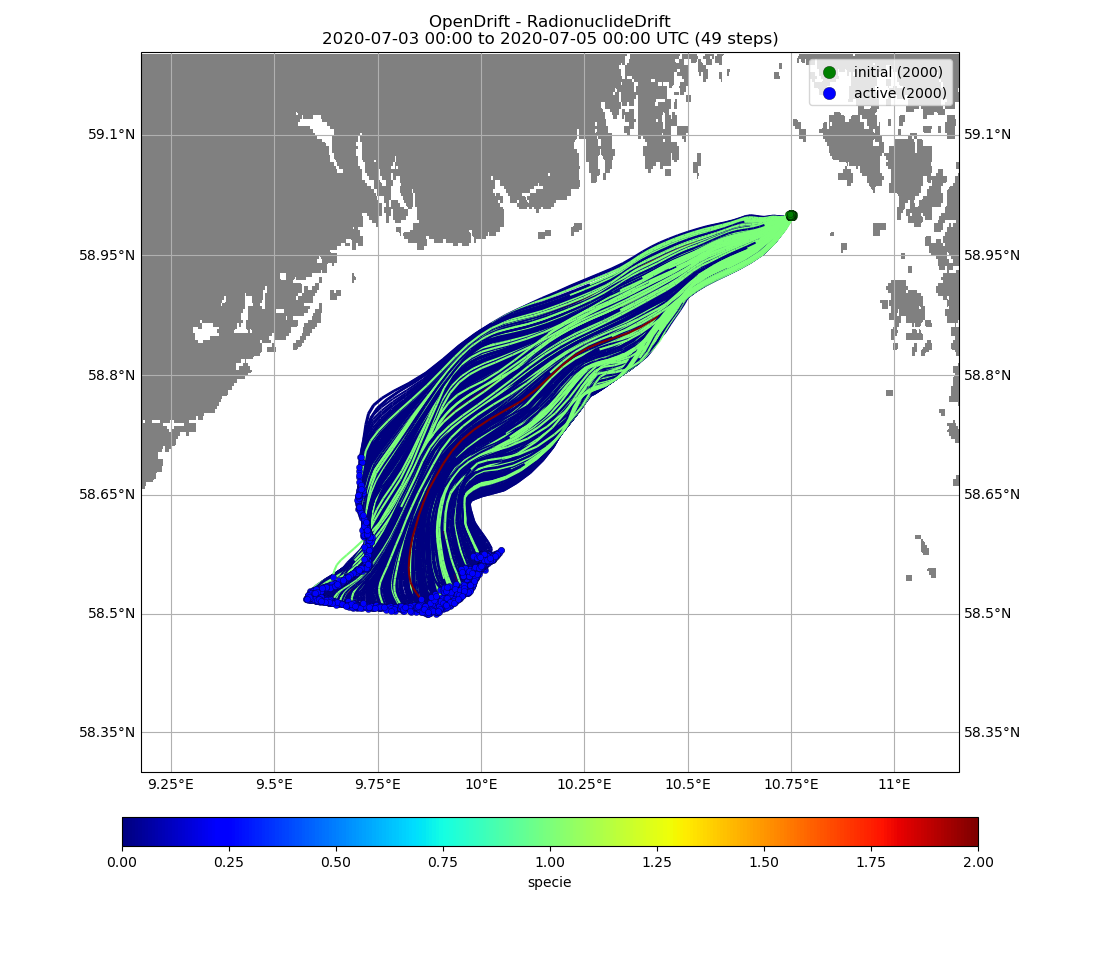 OpenDrift - RadionuclideDrift
2020-07-03 00:00 to 2020-07-05 00:00 UTC (49 steps)
initial (2000)
active (2000)
59.1°N 59.1°N
58.95°N 58.95°N
58.8°N 58.8°N
58.65°N 58.65°N
58.5°N 58.5°N
58.35°N 58.35°N
9.25°E 9.5°E 9.75°E 10°E 10.25°E 10.5°E 10.75°E 11°E
0.00 0.25 0.50 0.75 1.00 1.25 1.50 1.75 2.00
specie